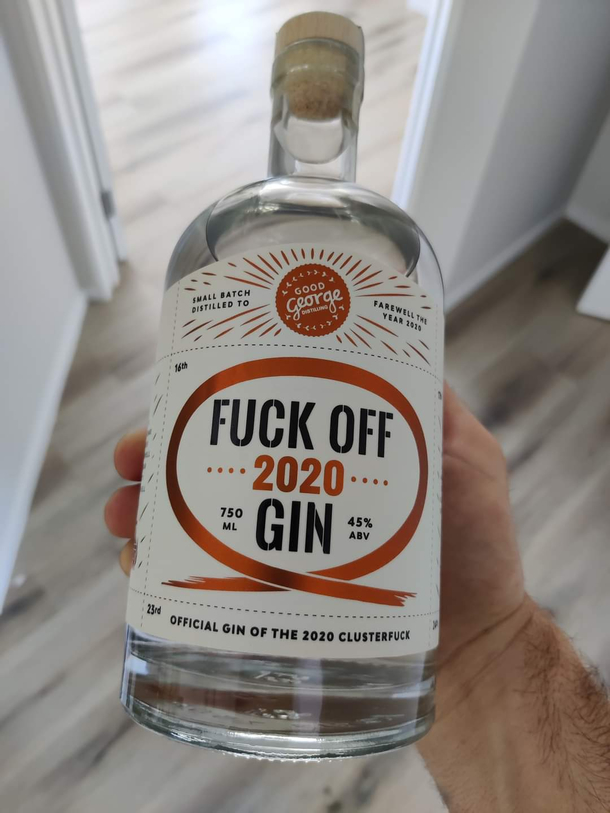 SMALL BATCH
DISTILLED TO
GOOD
George
DISTILLING
FAREWELL THE
YEAR 2020
16th
FUCK OFF
2020
750
ML
GIN
45%
ABV
23rd
OFFICIAL GIN OF THE 2020 CLUSTERFUCK